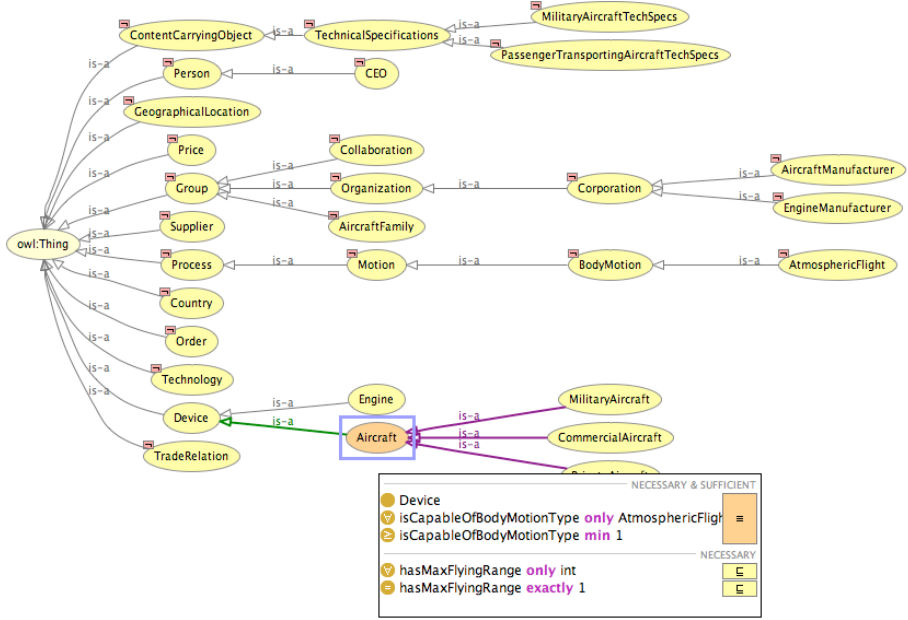 MilitaryAircraftTechSpecs
ContentCarryingObject is-a TechnicalSpecifications is-a
is-a PassengerTransportingAircraftTechSpecs
is-a Person is-a CEO
is-a
GeographicalLocation
is-a
Price Collaboration
is-a is-a AircraftManufacturer
is-a Group is-a Organization is-a Corporation is-a
is-a is-a EngineManufacturer
Supplier AircraftFamily
is-a
owl:Thing
is-a Process is-a Motion is-a BodyMotion is-a AtmosphericFlight
is-a Country
is-a
Order
is-a
is-a Technology
is-a Engine MilitaryAircraft
is-a is-a
Device is-a
Aircraft is-a CommercialAircraft
is-a
TradeRelation
NECESSARY & SUFFICIENT
Device
∀ isCapableOfBodyMotionType only AtmosphericFligh
≡
≥ isCapableOfBodyMotionType min 1
NECESSARY
∀ hasMaxFlyingRange only int ⊑
= hasMaxFlyingRange exactly 1 ⊑